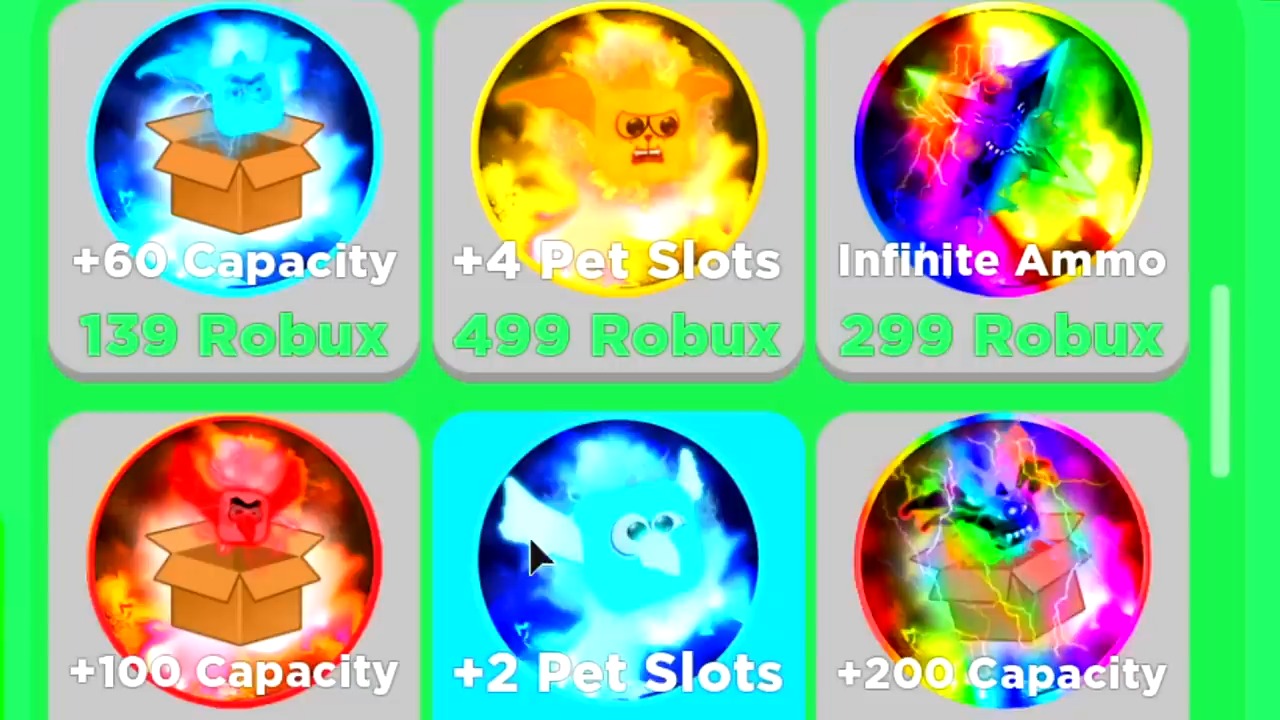 +60 Capacity
+4 Pet Slots
Infinite Ammo
139 Robux
499 Robux
299 Robux
+100 Capacity
+2 Pet Slots
+200 Capacity